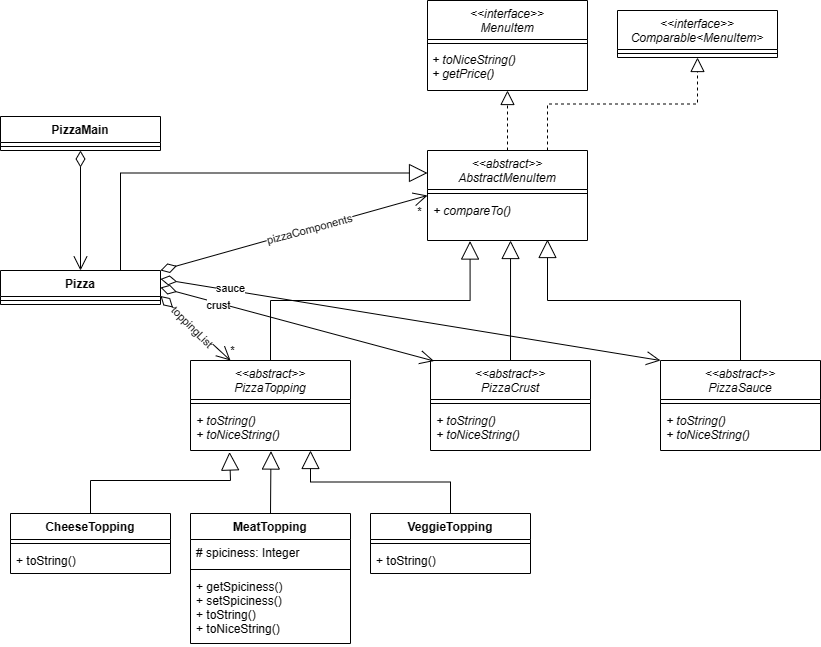 <<interface>>
MenuItem
+ toNiceString()
+ getPrice()
<<interface>>
Comparable<MenuItem>
PizzaMain
<<abstract>>
AbstractMenuItem
+ compareTo()
pizzaComponents
*
Pizza
sauce
crust
toppingList
*
<<abstract>>
PizzaTopping
+ toString()
+ toNiceString()
<<abstract>>
PizzaCrust
+ toString()
+ toNiceString()
<<abstract>>
PizzaSauce
+ toString()
+ toNiceString()
CheeseTopping
+ toString()
MeatTopping
# spiciness: Integer
+ getSpiciness()
+ setSpiciness()
+ toString()
+ toNiceString()
VeggieTopping
+ toString()